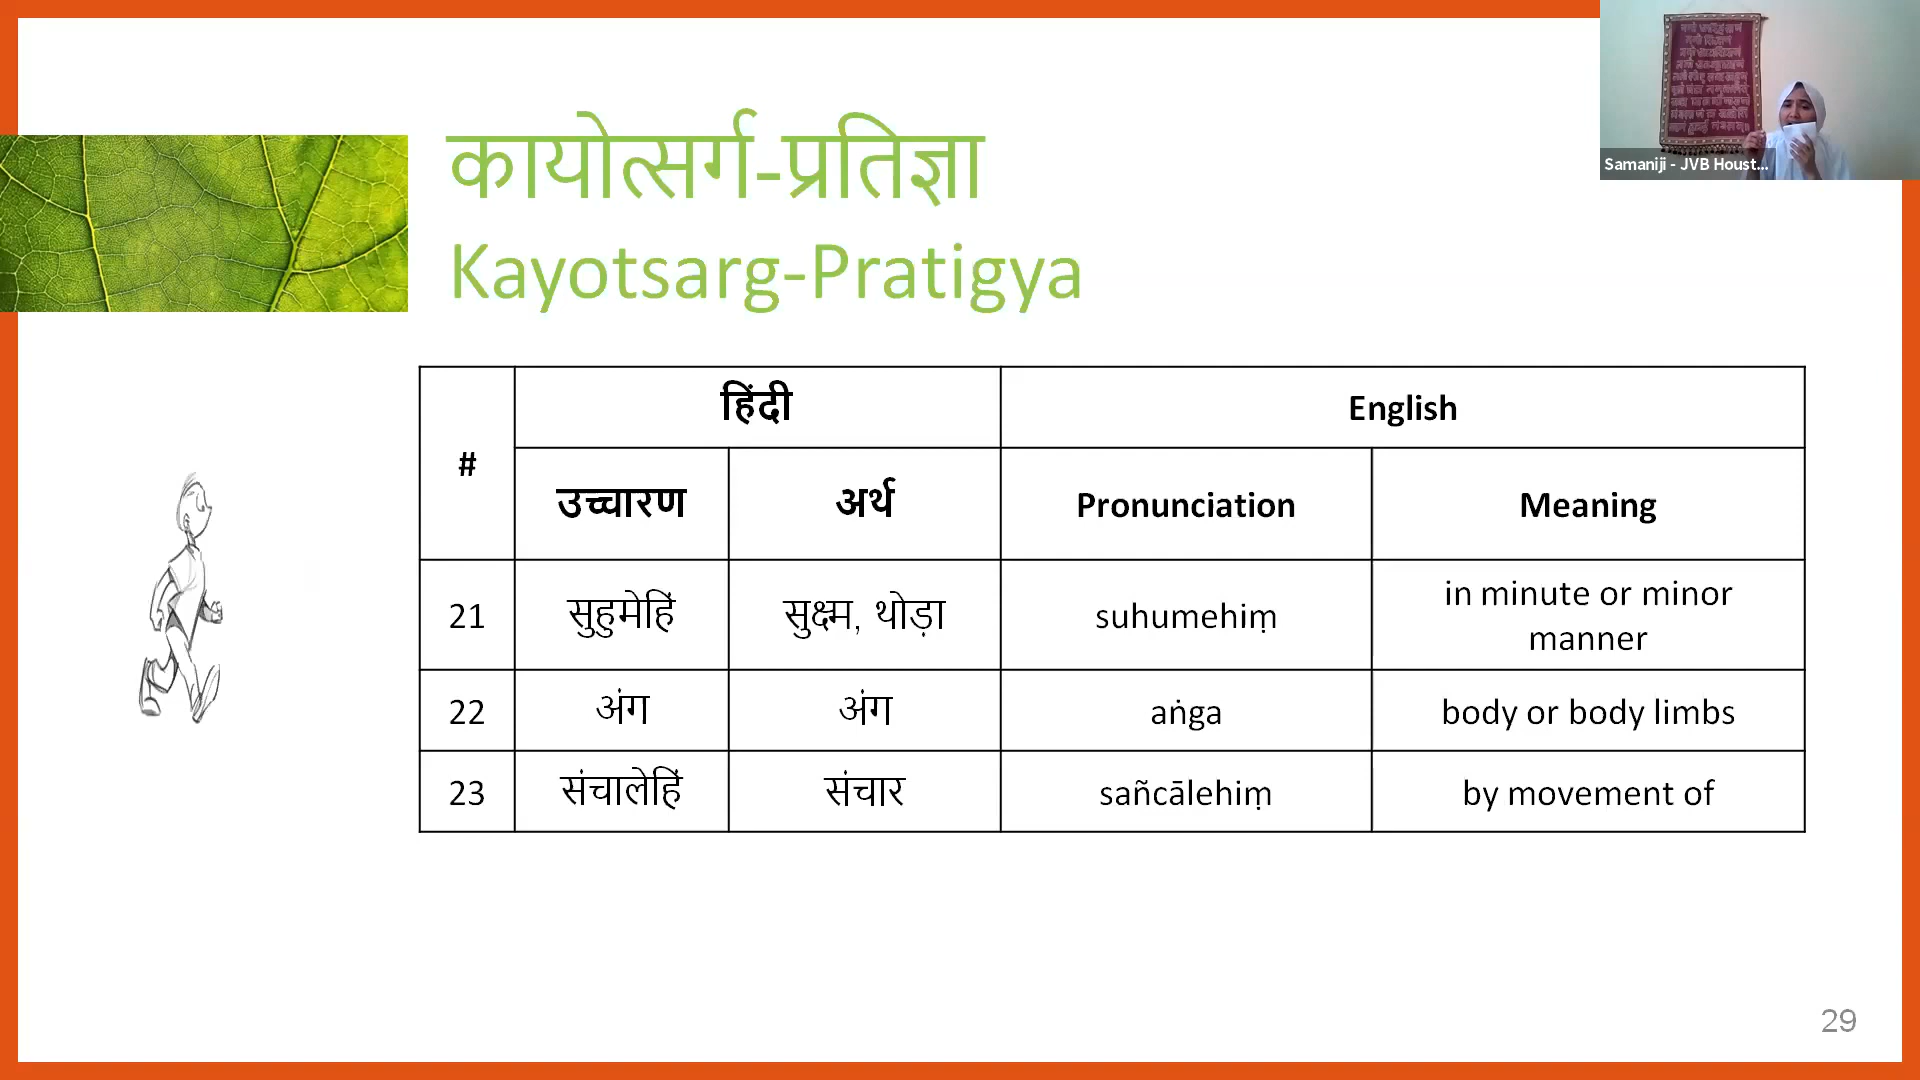 कायोत्सर्ग-प्रतिज्ञा
Kayotsarg-Pratigya
Samaniji - JVB Houst...
# हिंदी English
उच्चारण अर्थ Pronunciation Meaning
21 सुहुमेहिं सुक्ष्म, थोड़ा suhumehiṃ in minute or minor
manner
22 अंग अंग aṅga body or body limbs
23 संचालेहिं संचार sañcālehiṃ by movement of
29